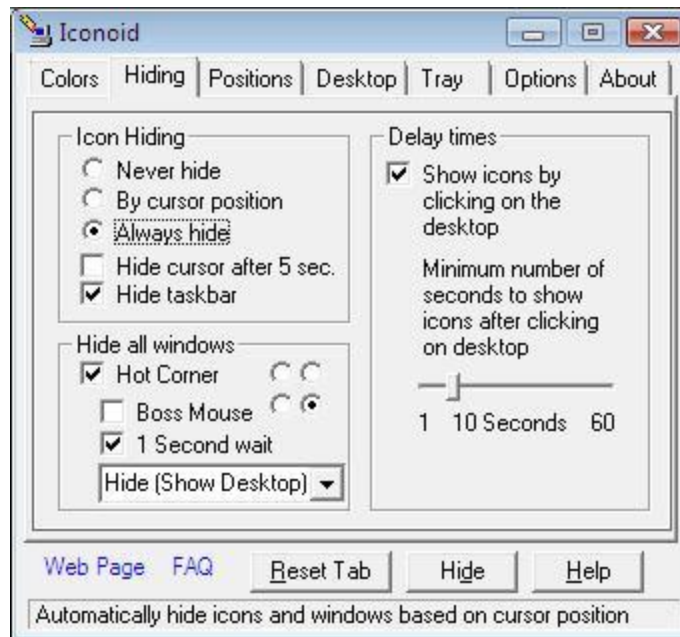 Iconoid
Colors Hiding Positions Desktop Tray Options About
Icon Hiding
Never hide
By cursor position
Always hide
Hide cursor after 5 sec.
Hide taskbar
Hide all windows
Hot Corner
Boss Mouse
1 Second wait
Hide (Show Desktop)
Delay times
Show icons by
clicking on the
desktop
Minimum number of
seconds to show
icons after clicking
on desktop
1 10 Seconds 60
Web Page FAQ Reset Tab Hide Help
Automatically hide icons and windows based on cursor position